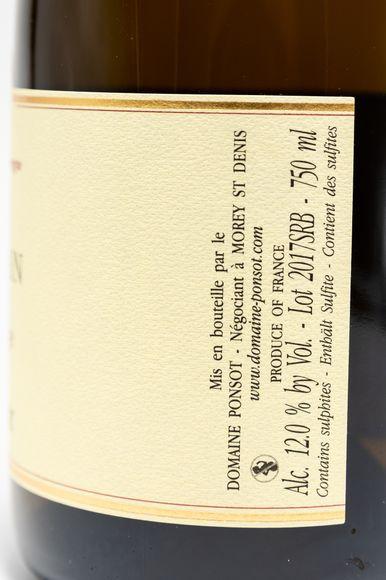 Mis en bouteille par le
DOMAINE PONSOT - Négociant à MOREY ST DENIS
www.domaine-ponsot.com
PRODUCE OF FRANCE
Alc. 12.0 % by Vol. - Lot 2017SRB - 750 ml
Contains sulphites - Enthält Sulfite - Contient des sulfites
N